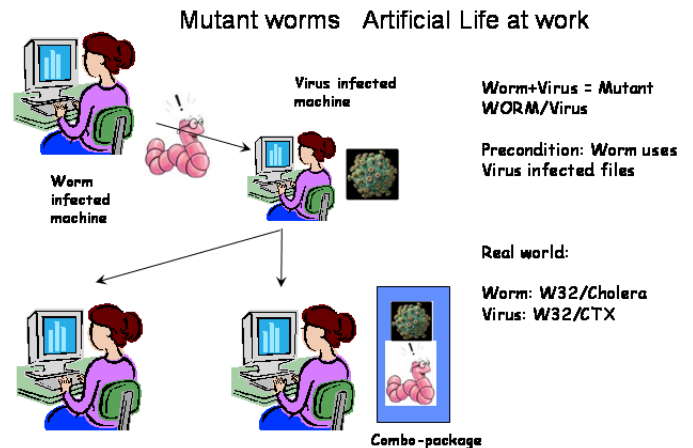 Mutant worms Artificial Life at work
Virus infected
machine
Worm+Virus = Mutant
WORM/Virus
Precondition: Worm uses
Virus infected files
Worm
infected
machine
Real world:
Worm: W32/Cholera
Virus: W32/CTX
Combo-package